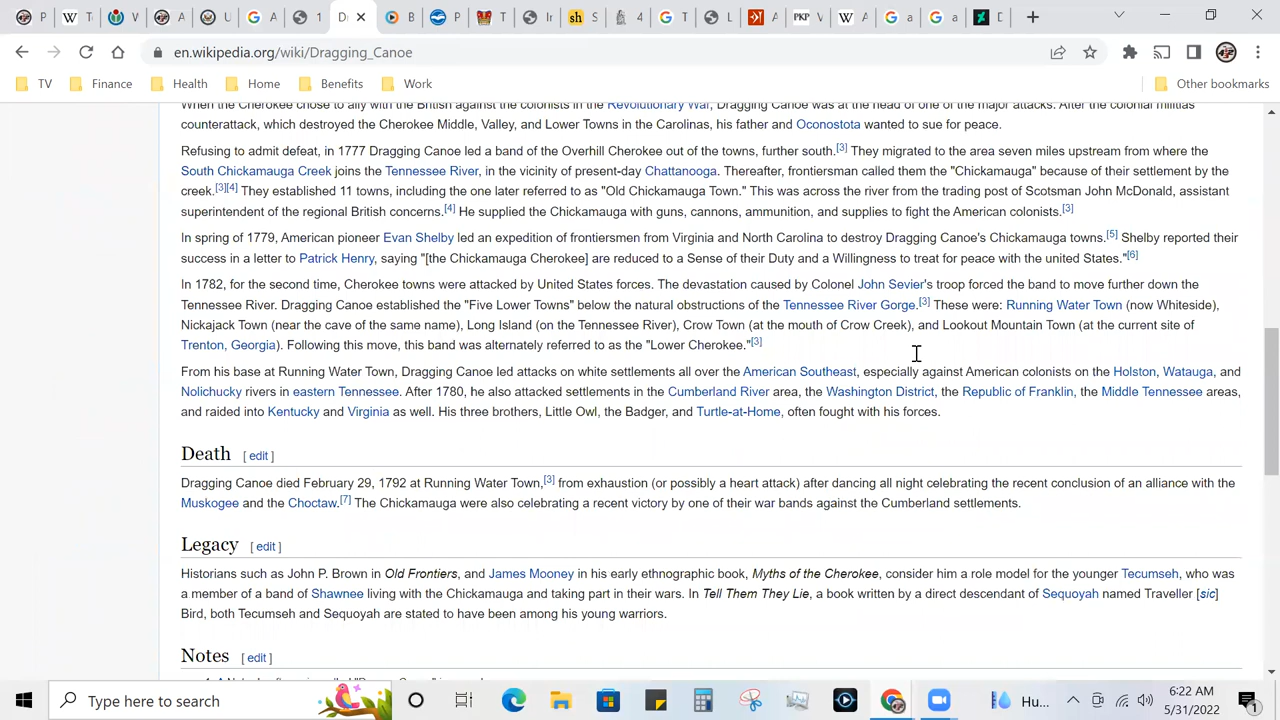 P
T
V
A
U
A
1
D
B
P
T
Ir
S
4
T
L
A
V
A
a
a
D
en.wikipedia.org/wiki/Dragging_Canoe
TV Finance Health Home Benefits Work Other bookmarks
When the Cherokee chose to ally with the British against the colonists in the Revolutionary War, Dragging Canoe was at the head of one of the major attacks. After the colonial militias
counterattack, which destroyed the Cherokee Middle, Valley, and Lower Towns in the Carolinas, his father and Oconostota wanted to sue for peace.
Refusing to admit defeat, in 1777 Dragging Canoe led a band of the Overhill Cherokee out of the towns, further south.[3] They migrated to the area seven miles upstream from where the
South Chickamauga Creek joins the Tennessee River, in the vicinity of present-day Chattanooga. Thereafter, frontiersman called them the "Chickamauga" because of their settlement by the
creek.[3][4] They established 11 towns, including the one later referred to as "Old Chickamauga Town." This was across the river from the trading post of Scotsman John McDonald, assistant
superintendent of the regional British concerns.[4] He supplied the Chickamauga with guns, cannons, ammunition, and supplies to fight the American colonists.[3]
In spring of 1779, American pioneer Evan Shelby led an expedition of frontiersmen from Virginia and North Carolina to destroy Dragging Canoe's Chickamauga towns.[5] Shelby reported their
success in a letter to Patrick Henry, saying "[the Chickamauga Cherokee] are reduced to a Sense of their Duty and a Willingness to treat for peace with the united States."[6]
In 1782, for the second time, Cherokee towns were attacked by United States forces. The devastation caused by Colonel John Sevier's troop forced the band to move further down the
Tennessee River. Dragging Canoe established the "Five Lower Towns" below the natural obstructions of the Tennessee River Gorge.[3] These were: Running Water Town (now Whiteside),
Nickajack Town (near the cave of the same name), Long Island (on the Tennessee River), Crow Town (at the mouth of Crow Creek), and Lookout Mountain Town (at the current site of
Trenton, Georgia). Following this move, this band was alternately referred to as the "Lower Cherokee."[3]
From his base at Running Water Town, Dragging Canoe led attacks on white settlements all over the American Southeast, especially against American colonists on the Holston, Watauga, and
Nolichucky rivers in eastern Tennessee. After 1780, he also attacked settlements in the Cumberland River area, the Washington District, the Republic of Franklin, the Middle Tennessee areas,
and raided into Kentucky and Virginia as well. His three brothers, Little Owl, the Badger, and Turtle-at-Home, often fought with his forces.
Death [ edit ]
Dragging Canoe died February 29, 1792 at Running Water Town,[3] from exhaustion (or possibly a heart attack) after dancing all night celebrating the recent conclusion of an alliance with the
Muskogee and the Choctaw.[7] The Chickamauga were also celebrating a recent victory by one of their war bands against the Cumberland settlements.
Legacy [ edit ]
Historians such as John P. Brown in Old Frontiers, and James Mooney in his early ethnographic book, Myths of the Cherokee, consider him a role model for the younger Tecumseh, who was
a member of a band of Shawnee living with the Chickamauga and taking part in their wars. In Tell Them They Lie, a book written by a direct descendant of Sequoyah named Traveller [sic]
Bird, both Tecumseh and Sequoyah are stated to have been among his young warriors.
Notes [ edit ]
Type here to search
Hu...
6:22 AM
5/31/2022